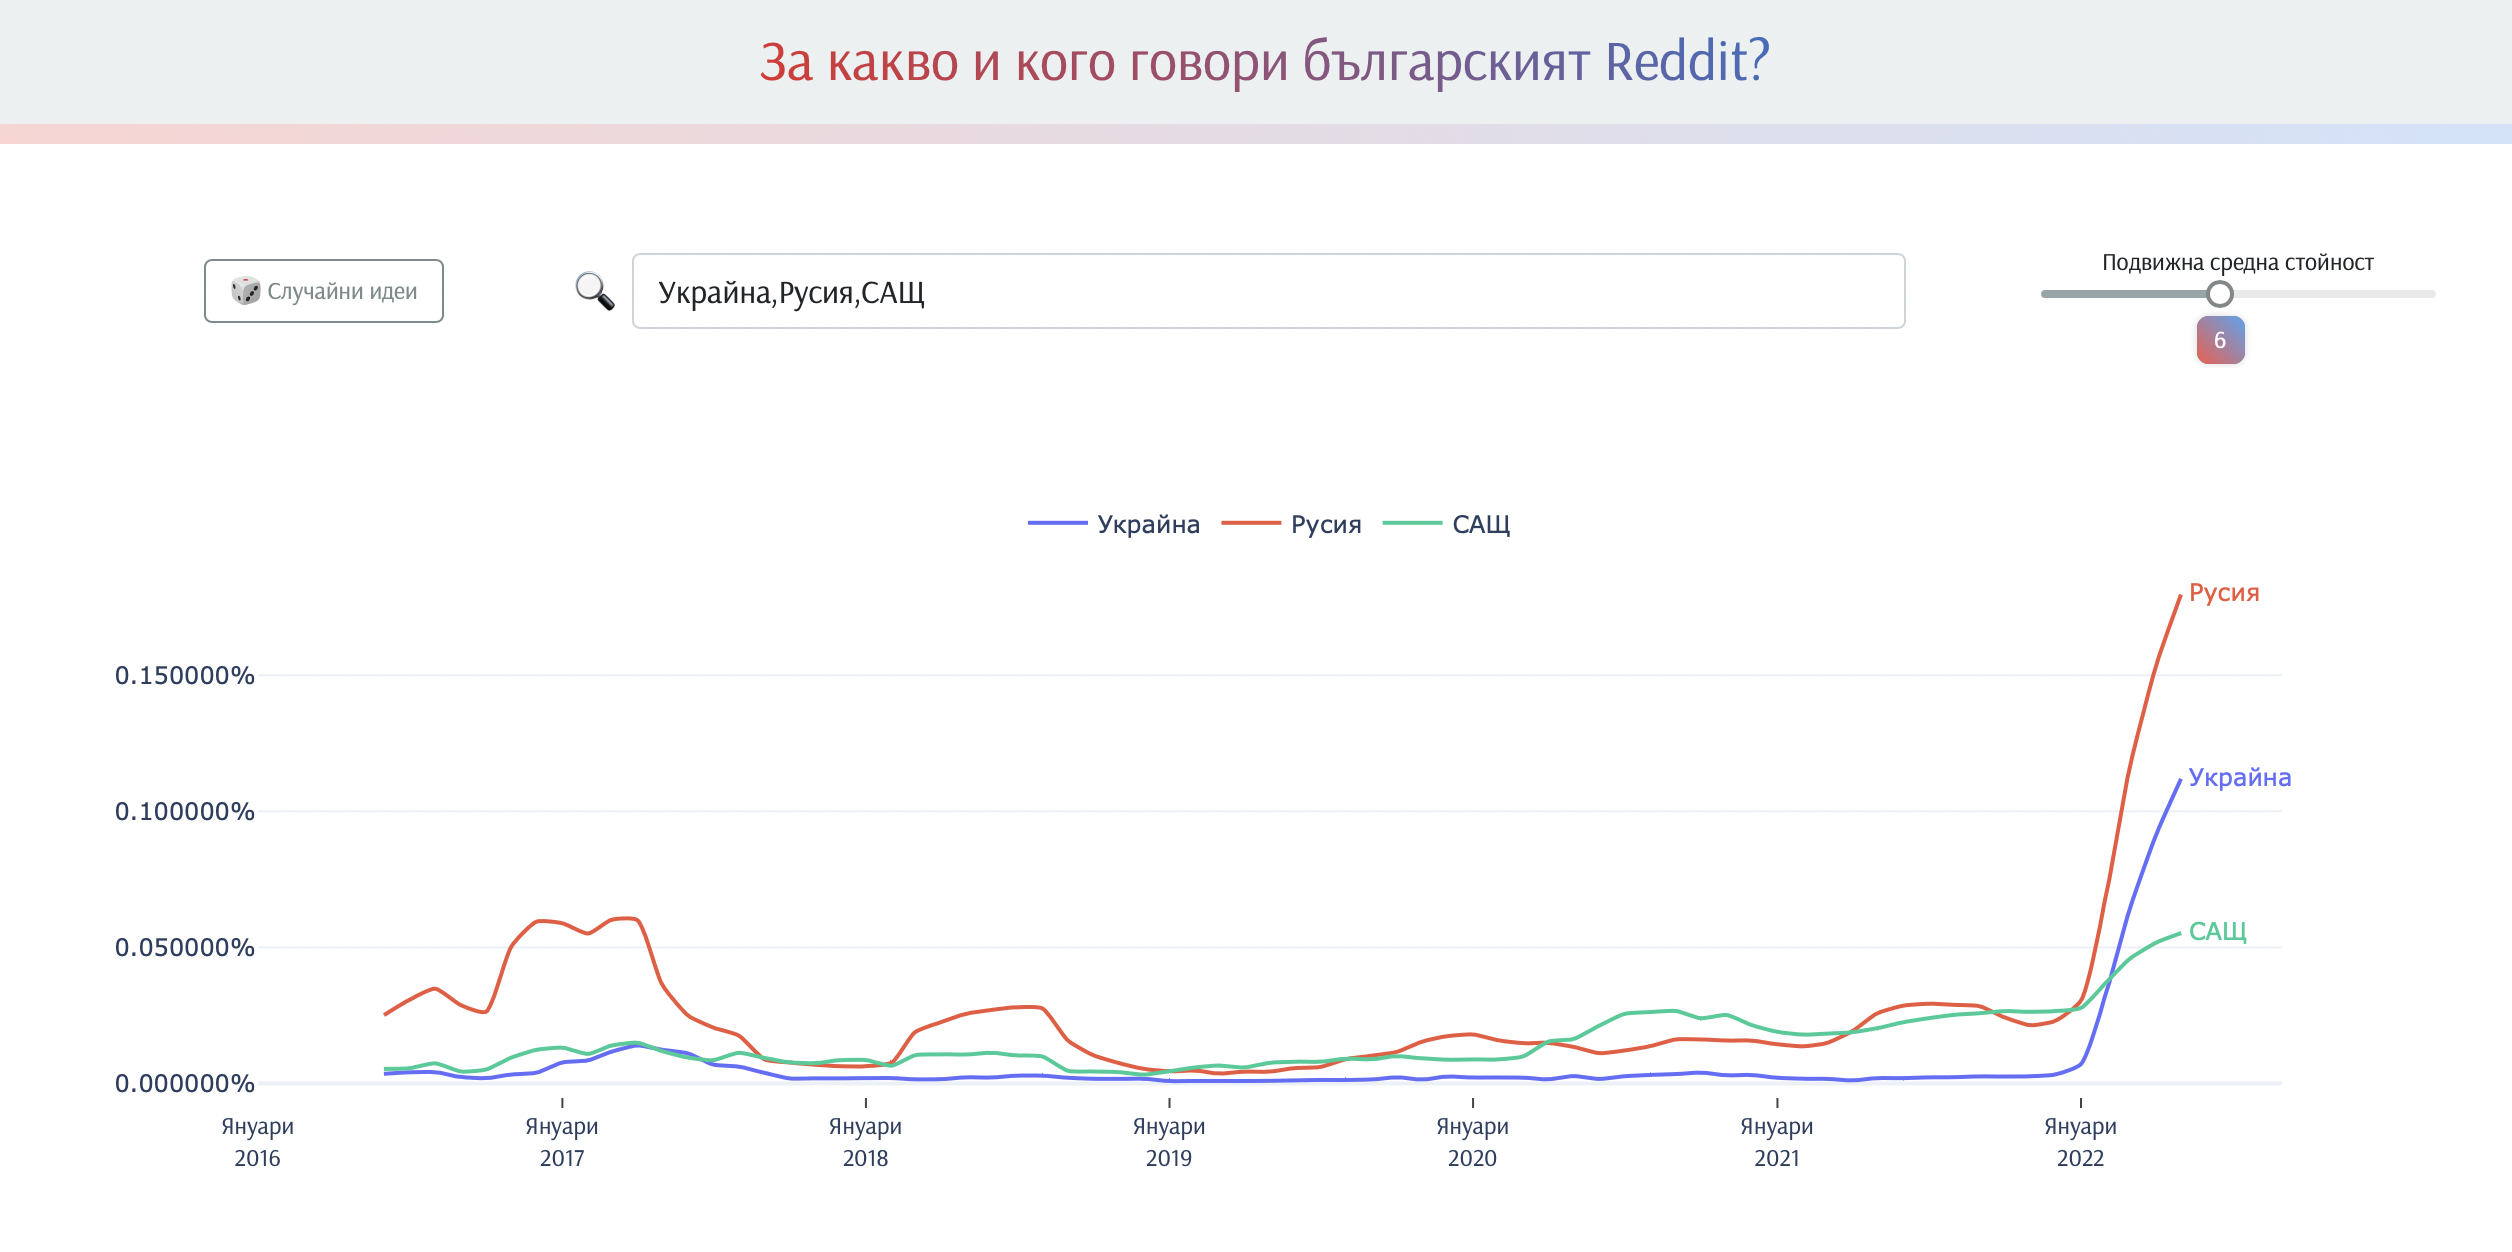 За какво и кого говори българският Reddit?
Случайни идеи
Украйна,Русия,САЩ
Подвижна средна стойност
6
Украйна Русия САЩ
Русия
0.150000%
0.100000%
Украйна
0.050000%
САЩ
0.000000%
Януари Януари Януари Януари Януари Януари Януари
2016 2017 2018 2019 2020 2021 2022